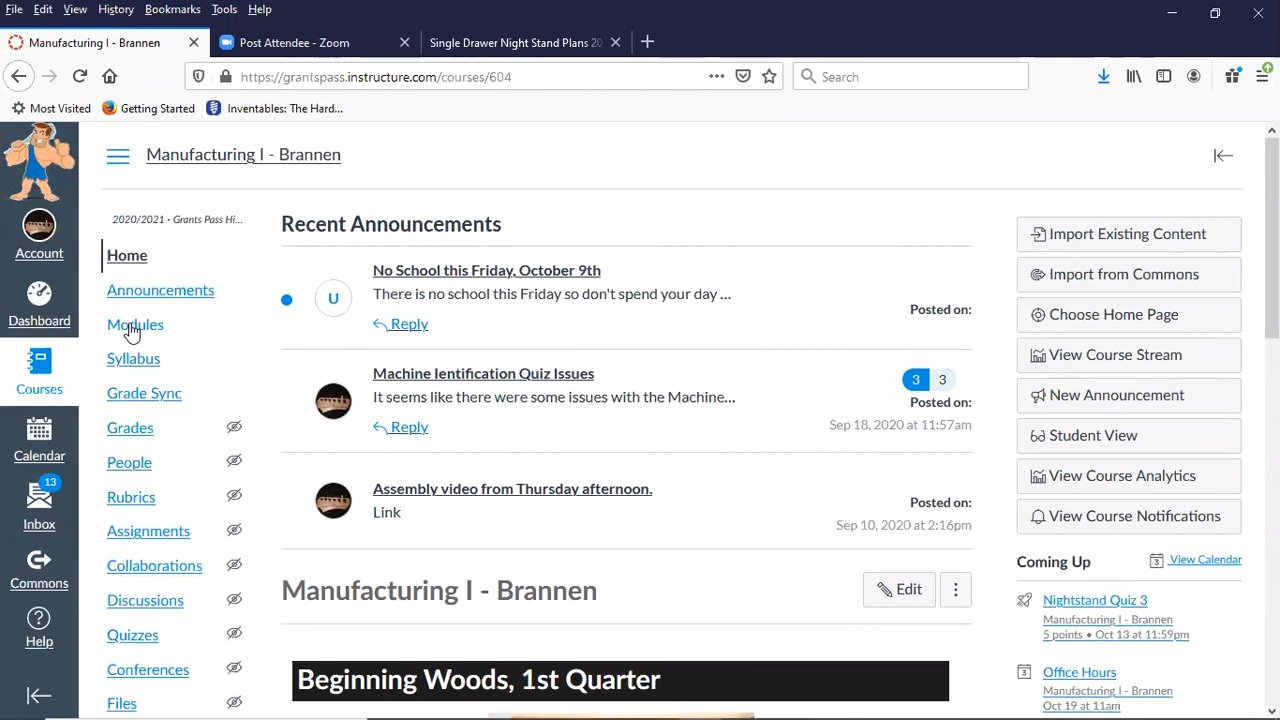 File Edit View History Bookmarks Tools Help
Manufacturing I - Brannen
Post Attendee - Zoom
Single Drawer Night Stand Plans 20
https://grantspass.instructure.com/courses/604
Search
Most Visited
Getting Started
Inventables: The Hard...
Manufacturing I - Brannen
2020/2021 - Grants Pass Hi...
Account
Dashboard
Courses
Calendar
13
Inbox
Commons
Help
Home
Announcements
Modules
Syllabus
Grade Sync
Grades
People
Rubrics
Assignments
Collaborations
Discussions
Quizzes
Conferences
Files
Recent Announcements
U
No School this Friday, October 9th
There is no school this Friday so don't spend your day ...
Reply
Posted on:
Machine Ientification Quiz Issues
It seems like there were some issues with the Machine...
Reply
3 3
Posted on:
Sep 18, 2020 at 11:57am
Assembly video from Thursday afternoon.
Link
Posted on:
Sep 10, 2020 at 2:16pm
Manufacturing I - Brannen
Edit
Beginning Woods, 1st Quarter
Import Existing Content
Import from Commons
Choose Home Page
View Course Stream
New Announcement
Student View
View Course Analytics
View Course Notifications
Coming Up
3
View Calendar
Nightstand Quiz 3
Manufacturing I - Brannen
5 points • Oct 13 at 11:59pm
3
Office Hours
Manufacturing I - Brannen
Oct 19 at 11am